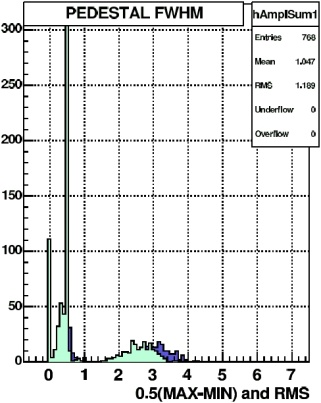 PEDESTAL FWHM
hAmplSum1
Entries 768
Mean 1.047
RMS 1.189
Underflow 0
Overflow 0
300
250
200
150
100
50
0
0 1 2 3 4 5 6 7
0.5(MAX-MIN) and RMS